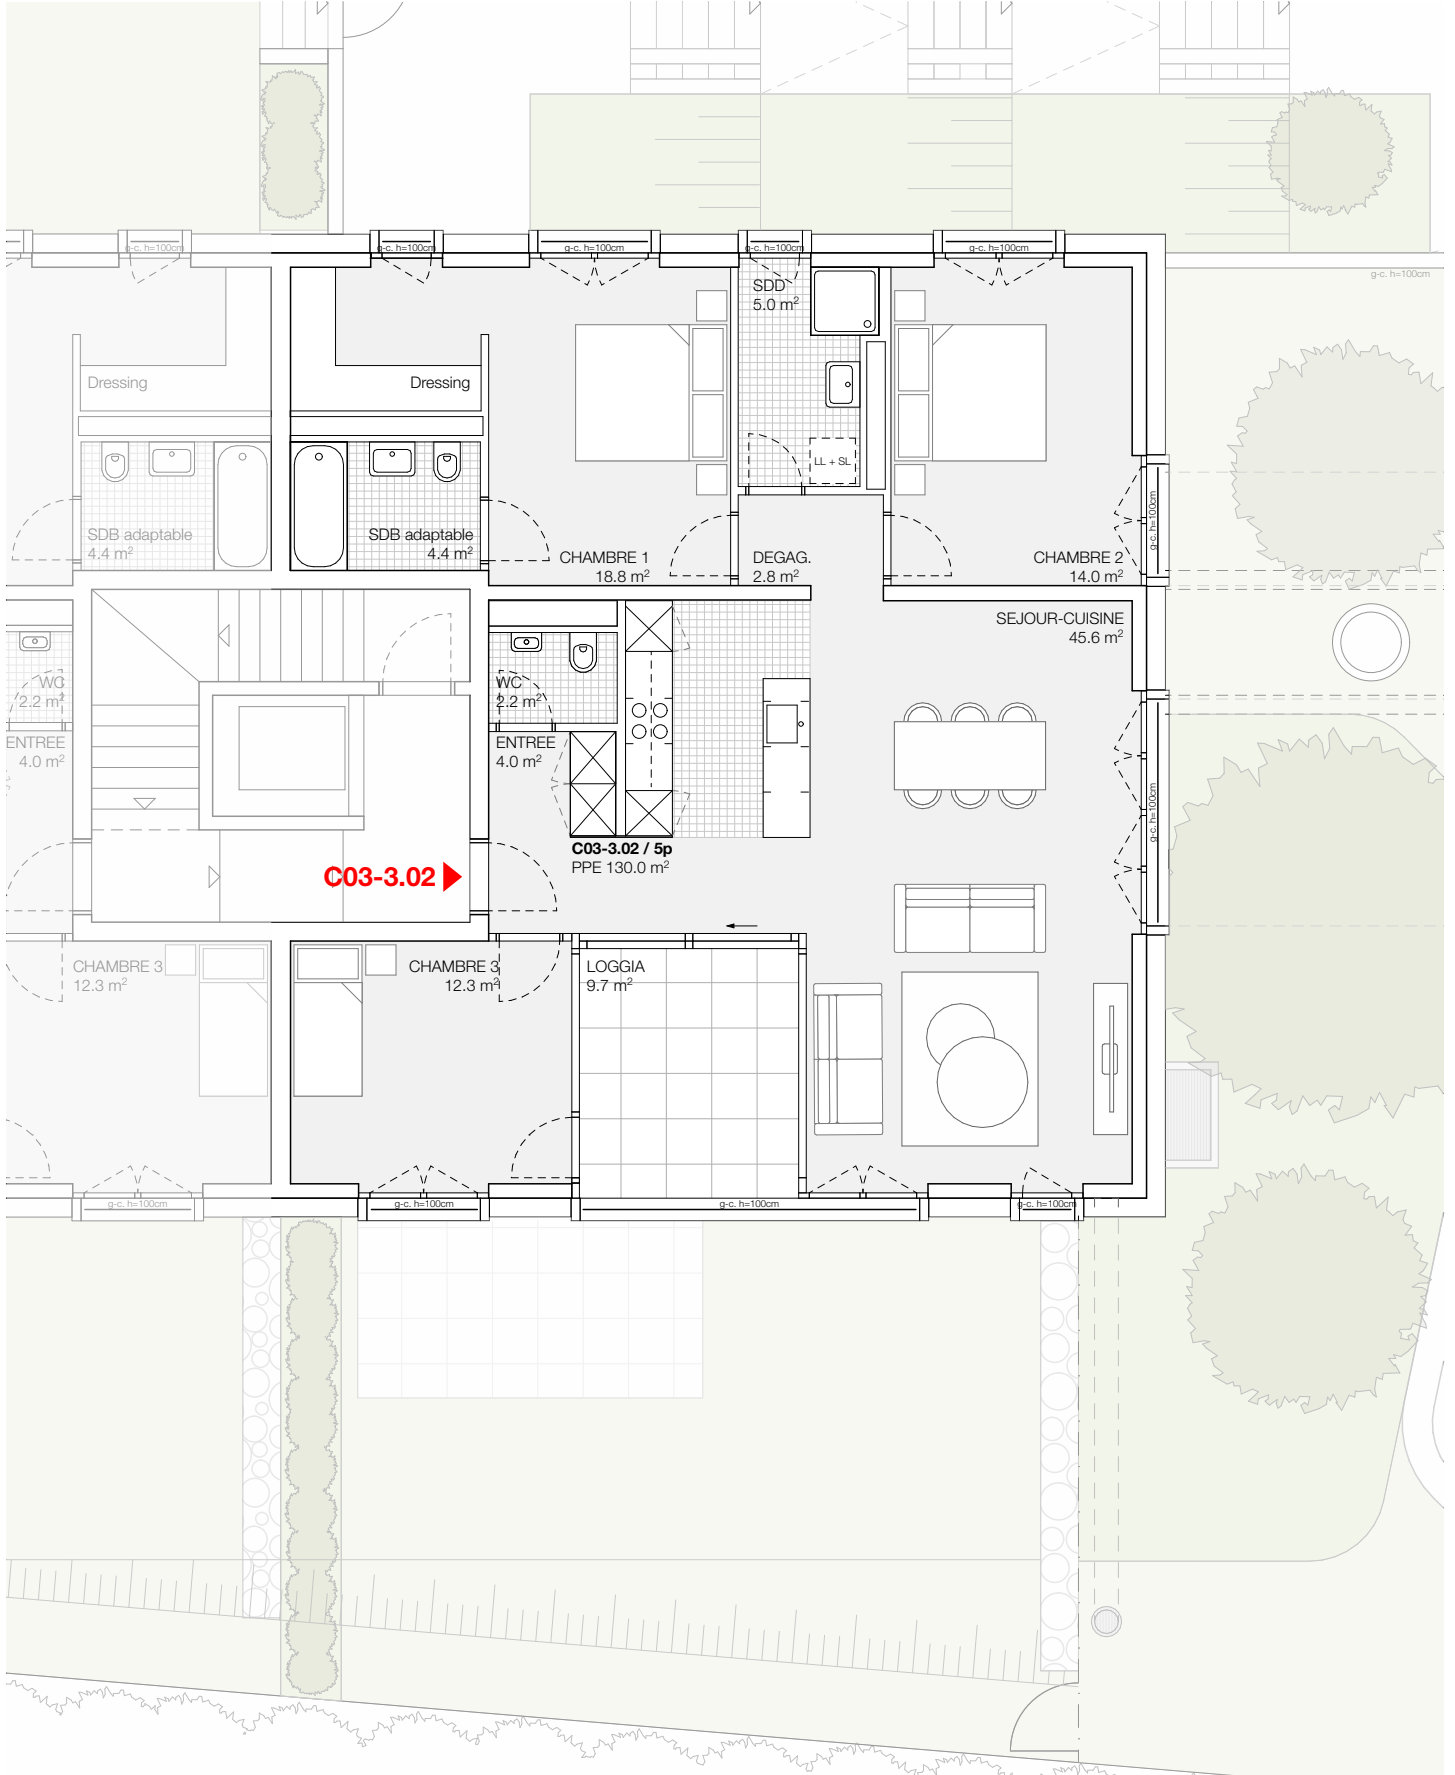 g-c. h=100cm
g-c. h=100cm
g-c. h=100cm
g-c. h=100cm
g-c. h=100cm
g-c. h=100cm
SDD
5.0 m²
Dressing
Dressing
LL + SL
g-c. h=100cm
SDB adaptable
4.4 m²
SDB adaptable
4.4 m²
CHAMBRE 1
18.8 m²
DEGAG.
2.8 m²
CHAMBRE 2
14.0 m²
SEJOUR-CUISINE
45.6 m²
WC
2.2 m²
WC
2.2 m²
ENTREE
4.0 m²
ENTREE
4.0 m²
g-c. h=100cm
C03-3.02 / 5p
PPE 130.0 m²
C03-3.02
CHAMBRE 3
12.3 m²
CHAMBRE 3
12.3 m²
LOGGIA
9.7 m²
g-c. h=100cm
g-c. h=100cm
g-c. h=100cm
g-c. h=100cm